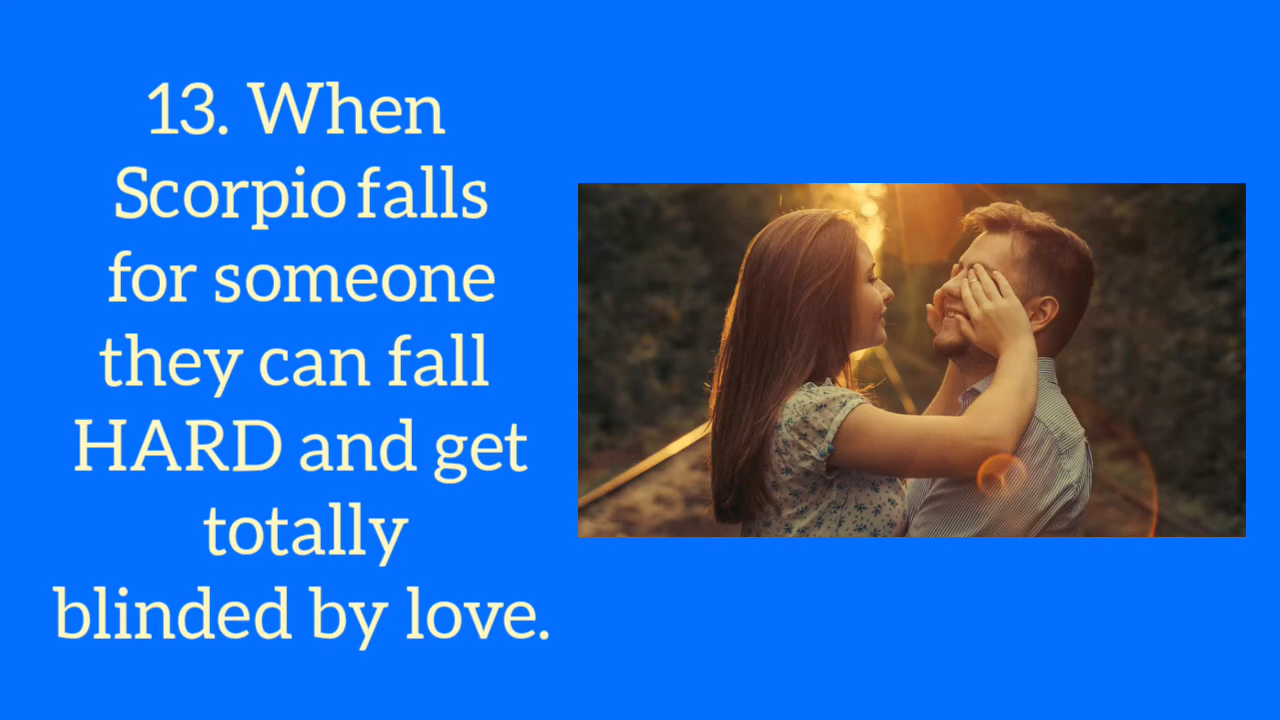 13. When
Scorpio falls
for someone
they can fall
HARD and get
totally
blinded by love.